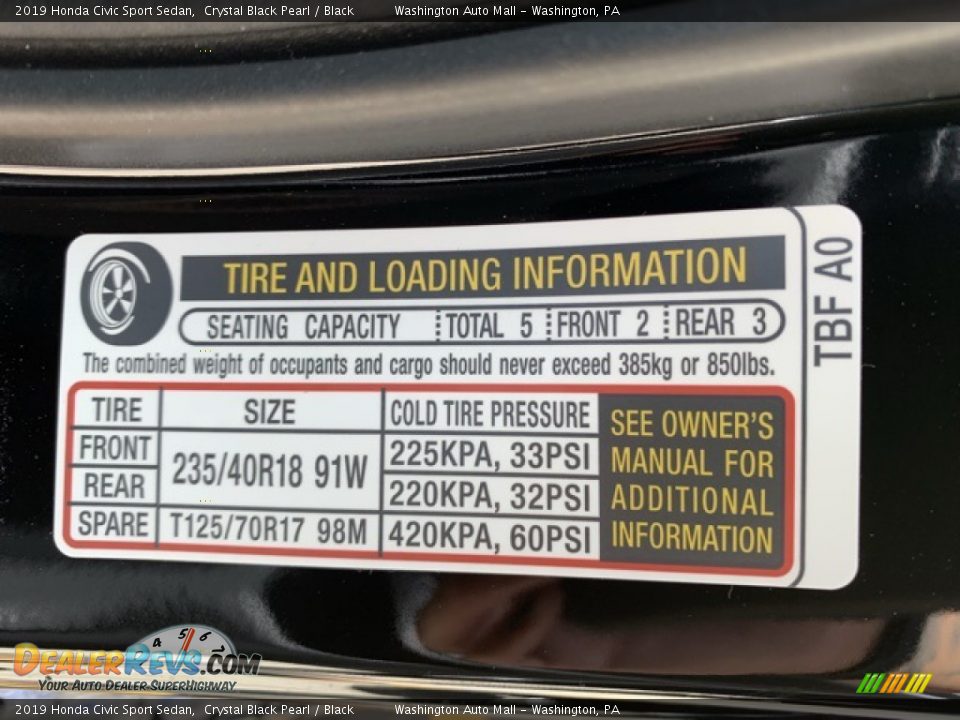 2019 Honda Civic Sport Sedan, Crystal Black Pearl / Black Washington Auto Mall - Washington, PA
TIRE AND LOADING INFORMATION
SEATING CAPACITY TOTAL 5 FRONT 2 REAR 3
The combined weight of occupants and cargo should never exceed 385kg or 850lbs.
TIRE SIZE COLD TIRE PRESSURE
FRONT 235/40R18 91W 225KPA, 33PSI
REAR 220KPA, 32PSI
SPARE T125/70R17 98M 420KPA, 60PSI
SEE OWNER'S
MANUAL FOR
ADDITIONAL
INFORMATION
TBF A0
4 5 6
DEALERREVS.COM
YOUR AUTO DEALER SUPERHIGHWAY
2019 Honda Civic Sport Sedan, Crystal Black Pearl / Black Washington Auto Mall - Washington, PA